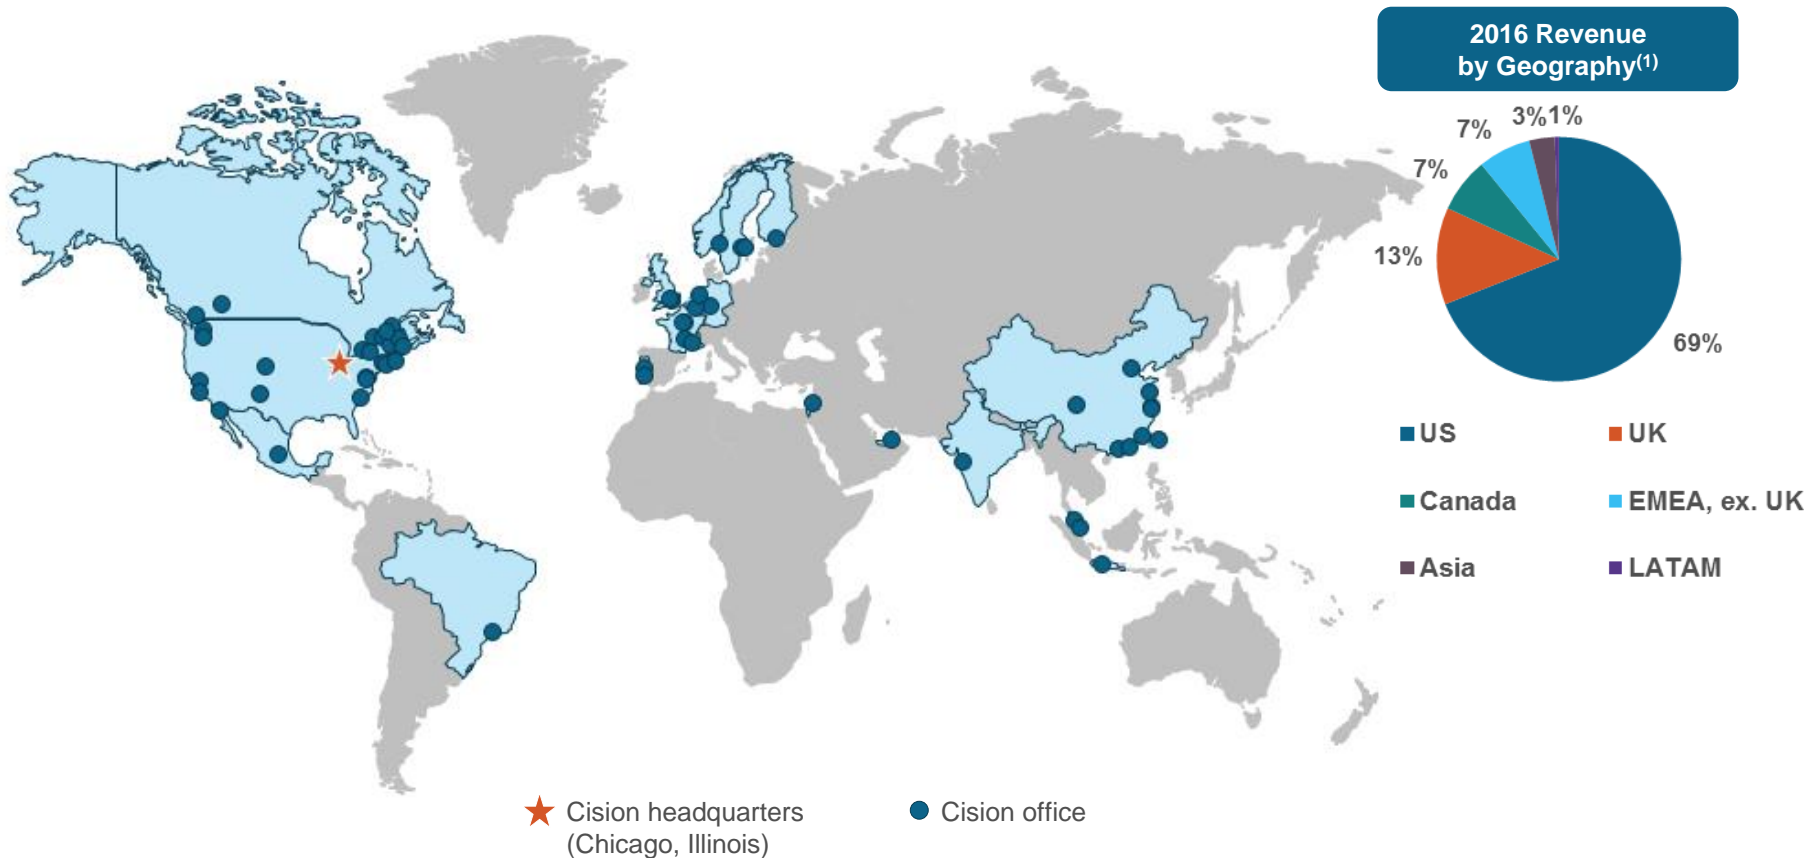 2016 Revenue
by Geography(1)
3% 1%
7%
7%
13%
69%
US UK
Canada EMEA, ex. UK
Asia LATAM
Cision headquarters
(Chicago, Illinois)
Cision office